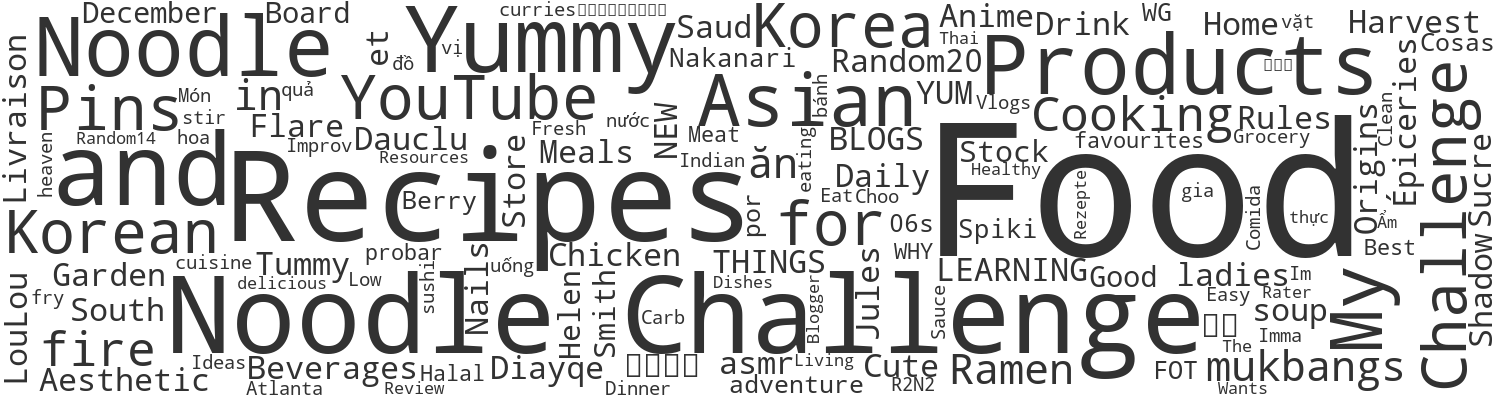 December Board curries Saud Korea Anime Drink WG Home vặt Harvest
Noodle et đồ vị Yummy Nakanari Random20 Thai Products Cosas
Pins Món in quả YouTube Asian bánh YUM Vlogs Cooking Rules Épiceries
Livraison stir hoa Flare Dauclu Fresh nước NEW Meat BLOGS favourites Grocery Origins clean
heaven Random14 Improv Resources Store Meals Indian ăn eating Daily Stock Healthy Challenge
and Recipes Berry por Eat Choo Food Rezepte gia Comida thực Ẩm Sucre
Korean probar for O6s Spiki Best
Garden cuisine Tummy uống Chicken THINGS WHY LEARNING Good ladies Im Shadow
LouLou fry South delicious Low sushi Nails Helen Smith Dishes Jules Sauce Easy Rater My
Noodle Challenge Carb Blogger soup
fire Ideas The Imma
Aesthetic Beverages Halal Diayqe asmr Living Cute Ramen FOT mukbangs
Atlanta Review Dinner adventure R2N2 Wants